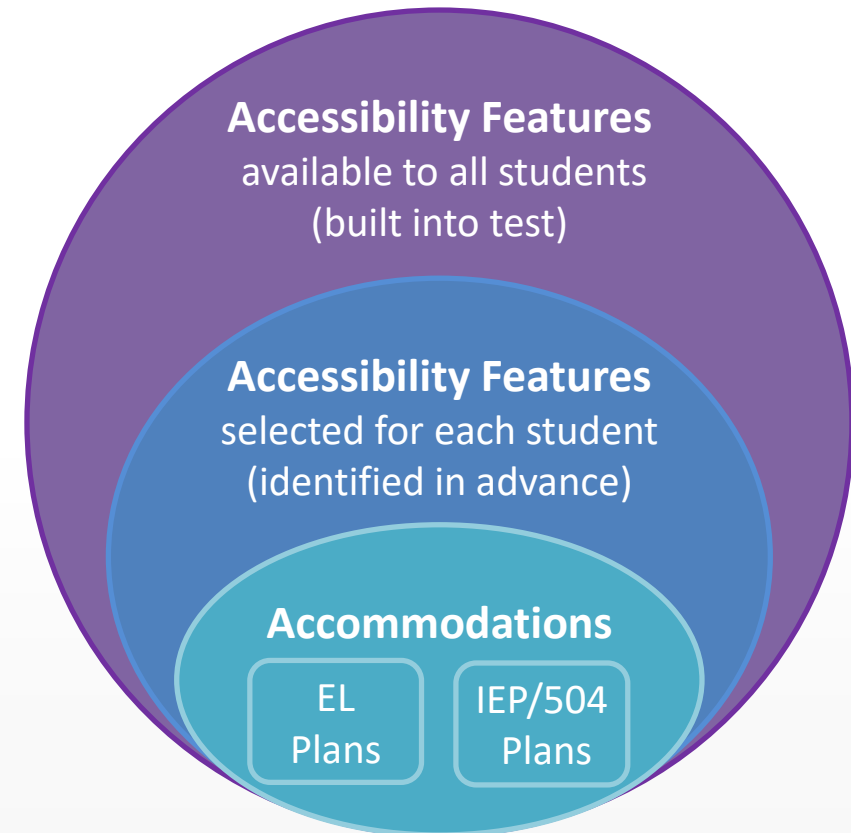 Accessibility Features
available to all students
(built into test)
Accessibility Features
selected for each student
(identified in advance)
Accommodations
EL
Plans
IEP/504
Plans